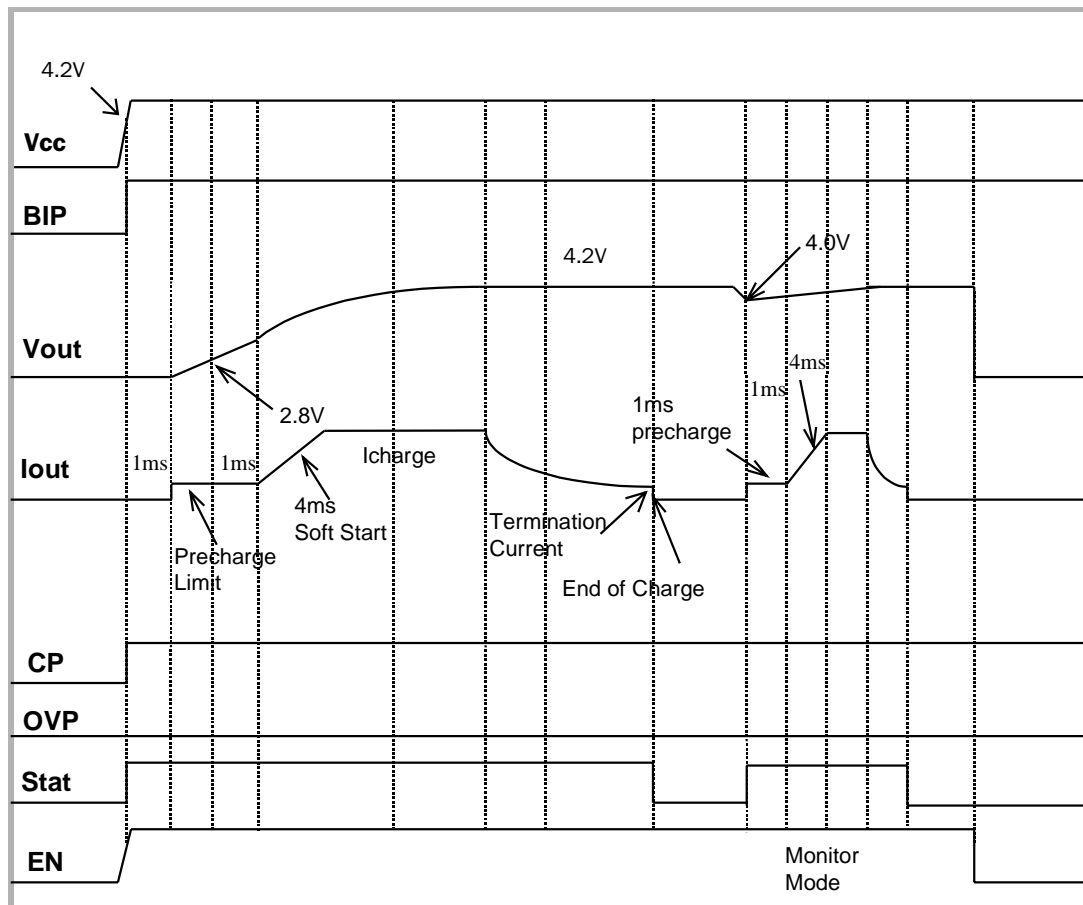 4.2V
Vcc
BIP
4.0V
4.2V
Vout
4ms
1ms
1ms
precharge
2.8V
Iout
1ms
1ms
Icharge
4ms
Soft Start
Termination
Current
Precharge
Limit
End of Charge
CP
OVP
Stat
EN
Monitor
Mode